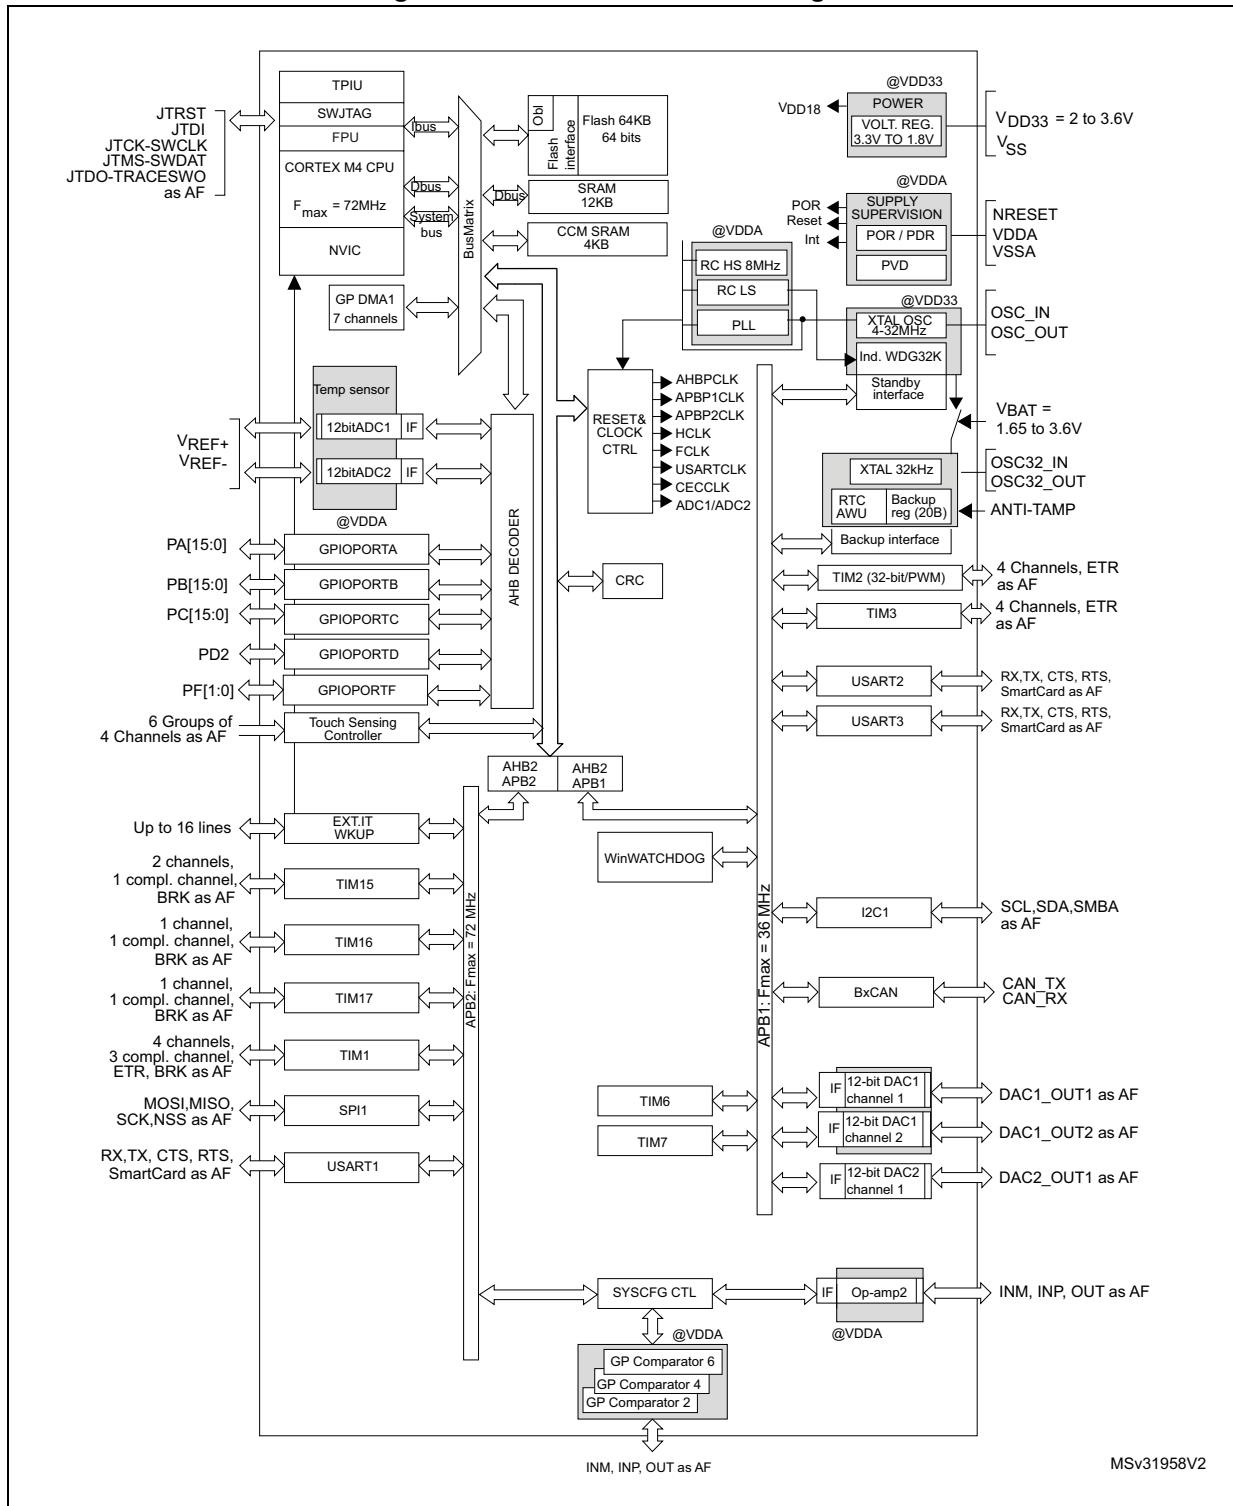 @VDD33
TPIU
SWJTAG
FPU
CORTEX M4 CPU
Fmax = 72MHz
NVIC
JTRST
JTDI
JTCK-SWCLK
JTMS-SWDAT
JTDO-TRACESWO
as AF
Ibus
Dbus
System
bus
BusMatrix
Obl
Flash
interface
Flash 64KB
64 bits
Dbus
SRAM
12KB
CCM SRAM
4KB
GP DMA1
7 channels
VDD18
POWER
VOLT. REG.
3.3V TO 1.8V
VDD33 = 2 to 3.6V
VSS
@VDDA
POR
Reset
Int
SUPPLY
SUPERVISION
POR / PDR
PVD
NRESET
VDDA
VSSA
@VDDA
RC HS 8MHz
RC LS
PLL
@VDD33
XTAL OSC
4-32MHz
Ind. WDG32K
Standby
interface
OSC_IN
OSC_OUT
VBAT =
1.65 to 3.6V
XTAL 32kHz
RTC
AWU
Backup
reg (20B)
Backup interface
OSC32_IN
OSC32_OUT
ANTI-TAMP
RESET&
CLOCK
CTRL
AHBPCLK
APBP1CLK
APBP2CLK
HCLK
FCLK
USARTCLK
CECCLK
ADC1/ADC2
Temp sensor
VREF+
VREF-
12bitADC1
IF
12bitADC2
IF
@VDDA
AHB DECODER
PA[15:0]
GPIOPORTA
PB[15:0]
GPIOPORTB
PC[15:0]
GPIOPORTC
PD2
GPIOPORTD
PF[1:0]
GPIOPORTF
6 Groups of
4 Channels as AF
Touch Sensing
Controller
CRC
AHB2
APB2
AHB2
APB1
TIM2 (32-bit/PWM)
4 Channels, ETR
as AF
TIM3
4 Channels, ETR
as AF
USART2
RX,TX, CTS, RTS,
SmartCard as AF
USART3
RX,TX, CTS, RTS,
SmartCard as AF
Up to 16 lines
EXT.IT
WKUP
2 channels,
1 compl. channel,
BRK as AF
TIM15
1 channel,
1 compl. channel,
BRK as AF
TIM16
1 channel,
1 compl. channel,
BRK as AF
TIM17
4 channels,
3 compl. channel,
ETR, BRK as AF
TIM1
MOSI,MISO,
SCK,NSS as AF
SPI1
RX,TX, CTS, RTS,
SmartCard as AF
USART1
APB2: Fmax = 72 MHz
WinWATCHDOG
APB1: Fmax = 36 MHz
I2C1
SCL,SDA,SMBA
as AF
BxCAN
CAN_TX
CAN_RX
TIM6
TIM7
IF
12-bit DAC1
channel 1
DAC1_OUT1 as AF
IF
12-bit DAC1
channel 2
DAC1_OUT2 as AF
IF
12-bit DAC2
channel 1
DAC2_OUT1 as AF
SYSCFG CTL
IF
Op-amp2
INM, INP, OUT as AF
@VDDA
@VDDA
GP Comparator 6
GP Comparator 4
GP Comparator 2
INM, INP, OUT as AF
MSv31958V2